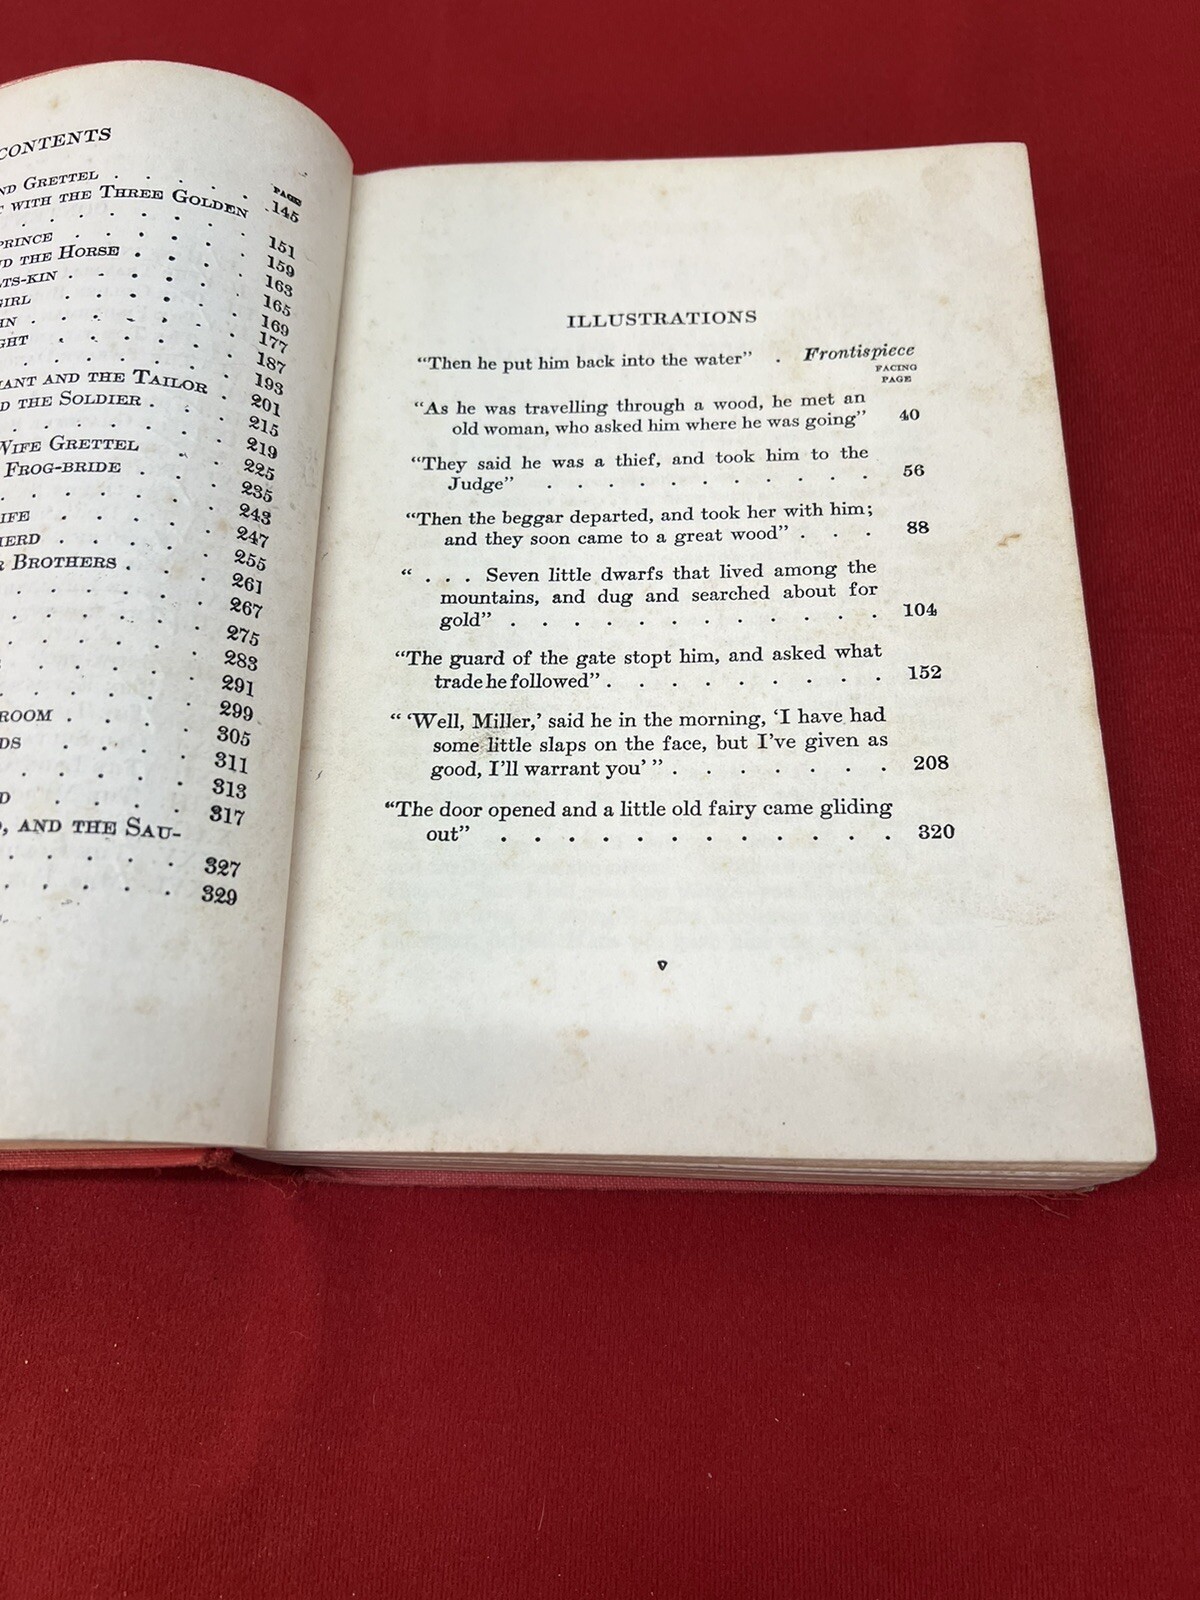 CONTENTS
PAGE
ND GRETTEL . . . . . 145
WITH THE THREE GOLDEN
. . . . . . . 151
PRINCE . . . . . 159
ND THE HORSE . . . . 163
TS-KIN . . . . . 165
GIRL . . . . . 169
HN . . . . . . 177
GHT . . . . . 187
. . . . . . 193
IANT AND THE TAILOR . 201
D THE SOLDIER . . . 215
. . . . . . 219
WIFE GRETTEL 225
FROG-BRIDE . . . 235
. . . . . . 243
IFE . . . . . 247
HERD . . . . . 255
R BROTHERS . . . 261
. . . . . . 267
. . . . . . 275
. . . . . . 283
. . . . . . 291
. . . . . . 299
ROOM . . . . 305
DS . . . . 311
. . . . . . 313
D . . . . 317
, AND THE SAU-
. . . . . . 327
. . . . . . 329
ILLUSTRATIONS
“Then he put him back into the water” . Frontispiece
FACING
PAGE
“As he was travelling through a wood, he met an
old woman, who asked him where he was going” 40
“They said he was a thief, and took him to the
Judge” . . . . . . . . . . . . 56
“Then the beggar departed, and took her with him;
and they soon came to a great wood” . . . 88
“ . . . Seven little dwarfs that lived among the
mountains, and dug and searched about for
gold” . . . . . . . . . . . . 104
“The guard of the gate stopt him, and asked what
trade he followed” . . . . . . . . . 152
“ ‘Well, Miller,’ said he in the morning, ‘I have had
some little slaps on the face, but I’ve given as
good, I’ll warrant you’ ” . . . . . . . 208
“The door opened and a little old fairy came gliding
out” . . . . . . . . . . . . 320
v